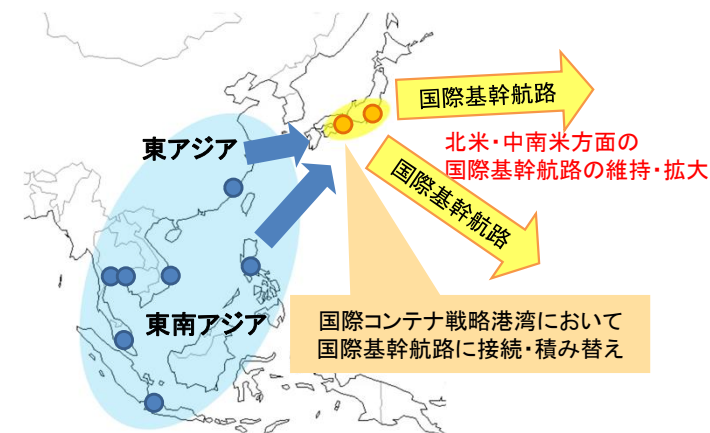 国際基幹航路
東アジア
北米・中南米方面の
国際基幹航路の維持・拡大
国際基幹航路
東南アジア
国際コンテナ戦略港湾において
国際基幹航路に接続・積み替え